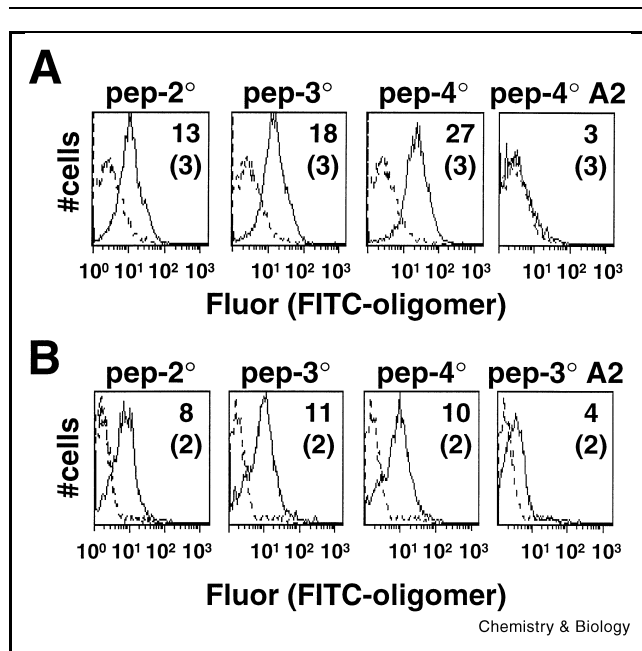 A
pep-2° pep-3° pep-4° pep-4° A2
#cells
13 18 27 3
(3) (3) (3) (3)
10⁰ 10¹ 10² 10³ 10¹ 10² 10³ 10¹ 10² 10³ 10¹ 10² 10³
Fluor (FITC-oligomer)
B
pep-2° pep-3° pep-4° pep-3° A2
#cells
8 11 10 4
(2) (2) (2) (2)
10⁰ 10¹ 10² 10³ 10¹ 10² 10³ 10¹ 10² 10³ 10¹ 10² 10³
Fluor (FITC-oligomer)
Chemistry & Biology